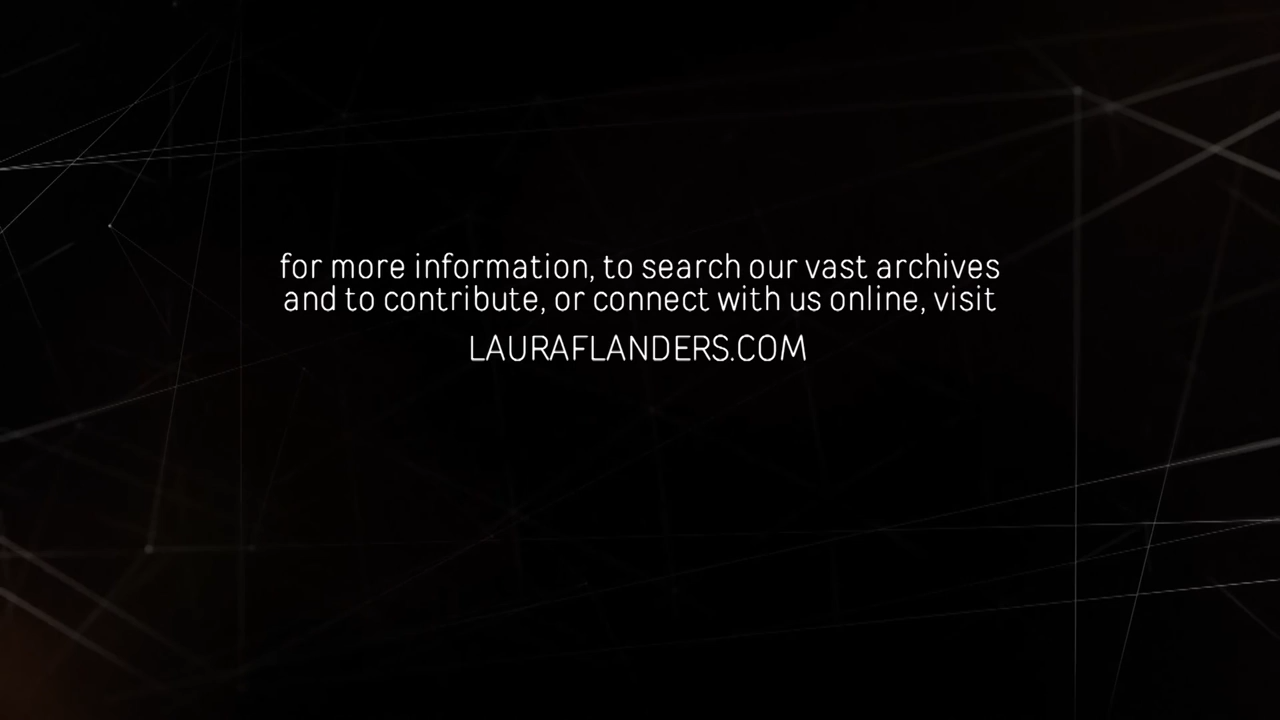 for more information, to search our vast archives
and to contribute, or connect with us online, visit
LAURAFLANDERS.COM